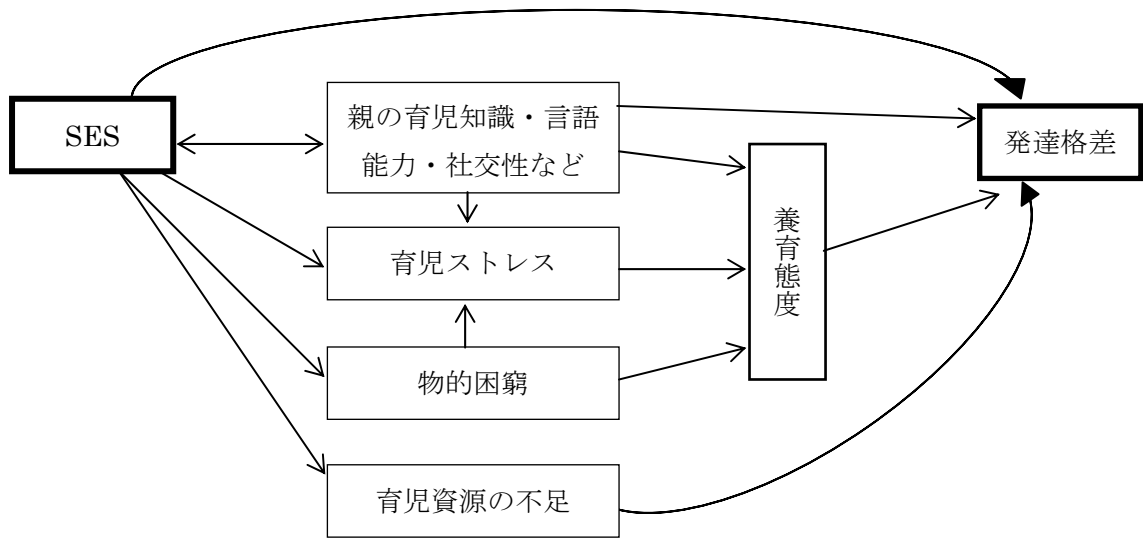 SES
親の育児知識・言語
能力・社交性など
育児ストレス
物的困窮
育児資源の不足
養育態度
発達格差